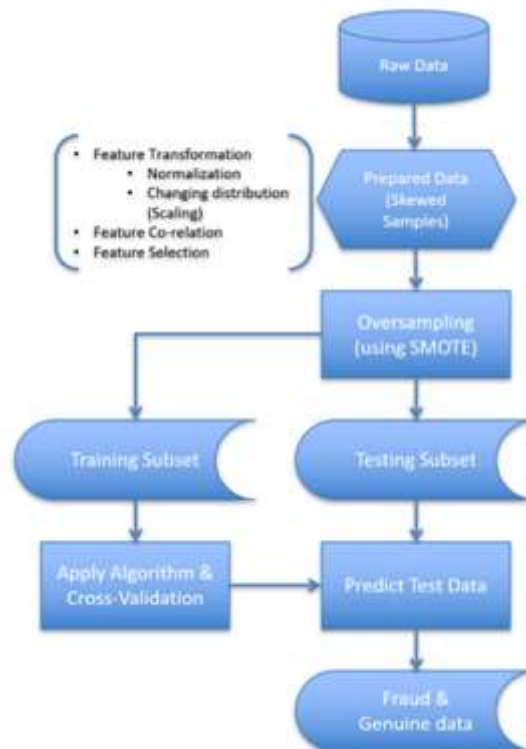 Raw Data
• Feature Transformation
• Normalization
• Changing distribution
(Scaling)
• Feature Co-relation
• Feature Selection
Prepared Data
(Skewed
Samples)
Oversampling
(using SMOTE)
Training Subset
Testing Subset
Apply Algorithm &
Cross-Validation
Predict Test Data
Fraud &
Genuine data